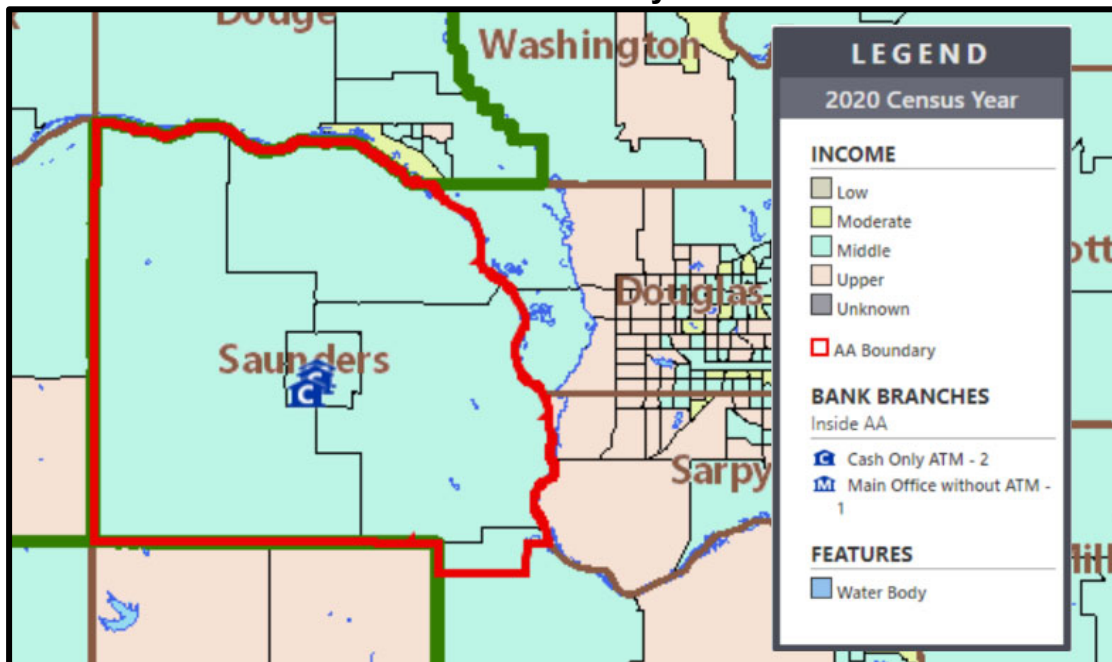 Dodge
Washington
Saunders
Douglas
Sarpy
LEGEND
2020 Census Year
INCOME
Low
Moderate
Middle
Upper
Unknown
AA Boundary
BANK BRANCHES
Inside AA
C Cash Only ATM - 2
M Main Office without ATM -
1
FEATURES
Water Body